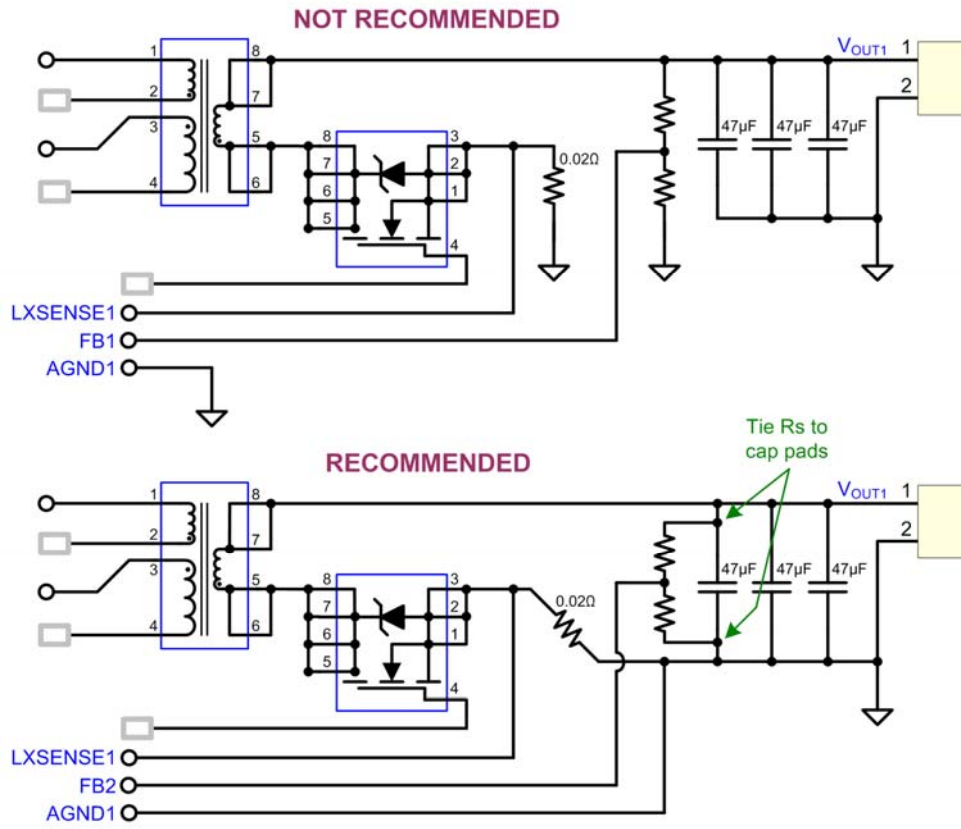 NOT RECOMMENDED
1
2
3
4
8
7
5
6
8
7
6
5
3
2
1
4
0.02Ω
47µF
47µF
47µF
VOUT1
1
2
LXSENSE1
FB1
AGND1
RECOMMENDED
Tie Rs to
cap pads
1
2
3
4
8
7
5
6
8
7
6
5
3
2
1
4
0.02Ω
47µF
47µF
47µF
VOUT1
1
2
LXSENSE1
FB2
AGND1